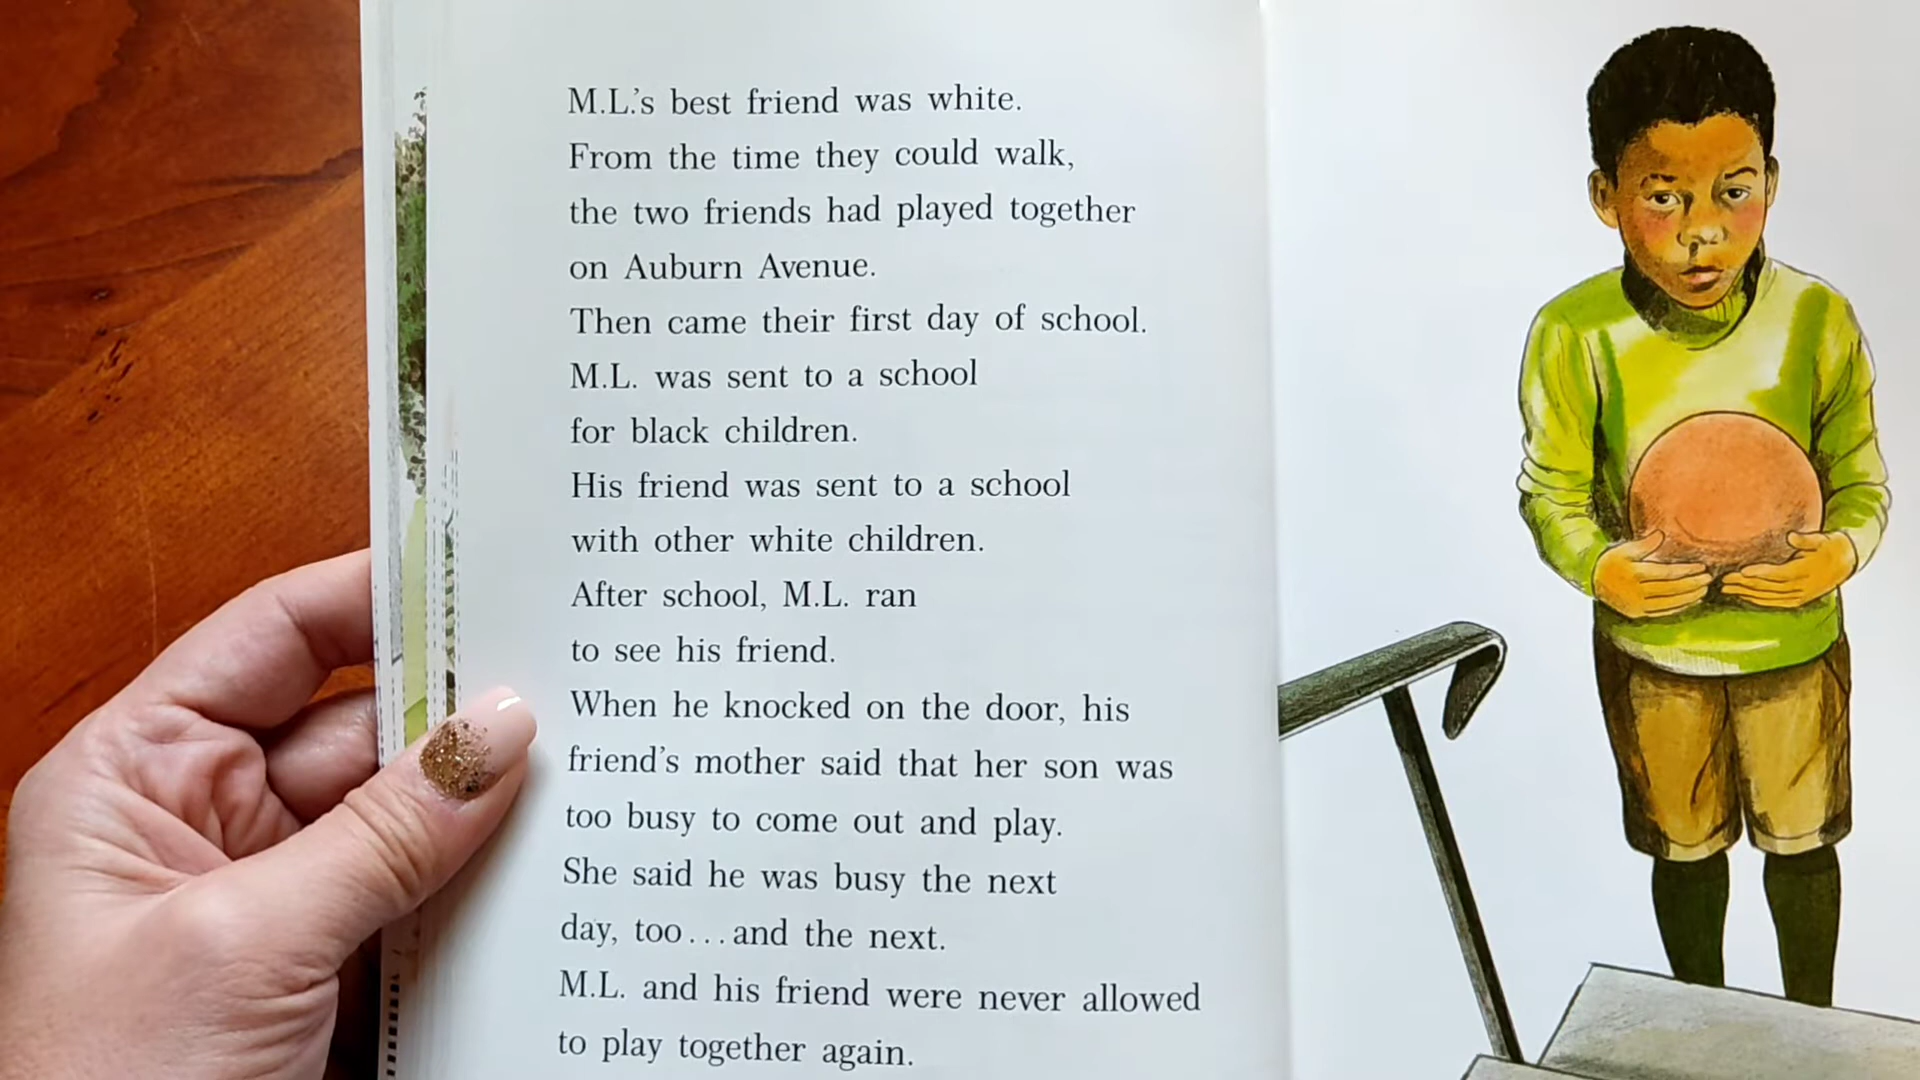 M.L.'s best friend was white.
From the time they could walk,
the two friends had played together
on Auburn Avenue.
Then came their first day of school.
M.L. was sent to a school
for black children.
His friend was sent to a school
with other white children.
After school, M.L. ran
to see his friend.
When he knocked on the door, his
friend's mother said that her son was
too busy to come out and play.
She said he was busy the next
day, too...and the next.
M.L. and his friend were never allowed
to play together again.